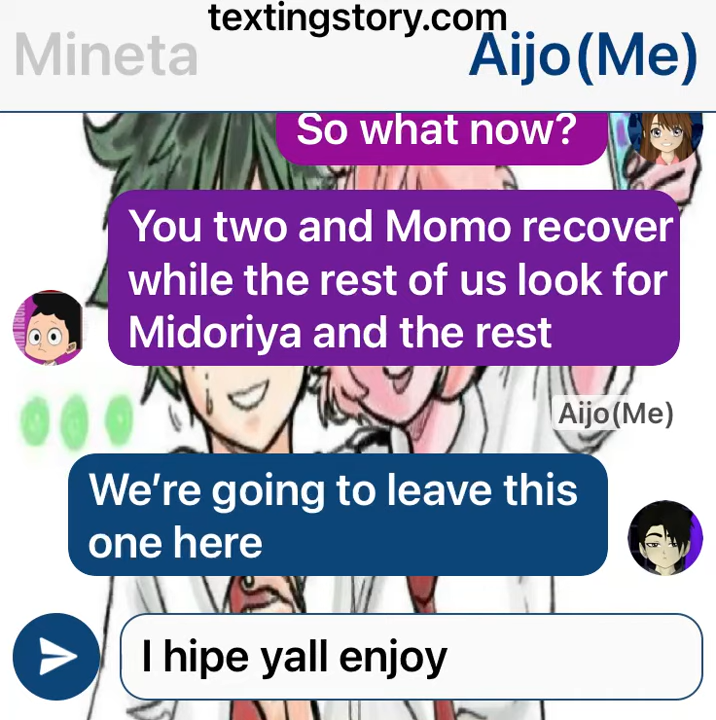 textingstory.com
Mineta
Aijo(Me)
So what now?
You two and Momo recover
while the rest of us look for
Midoriya and the rest
Aijo(Me)
We're going to leave this
one here
I hipe yall enjoy